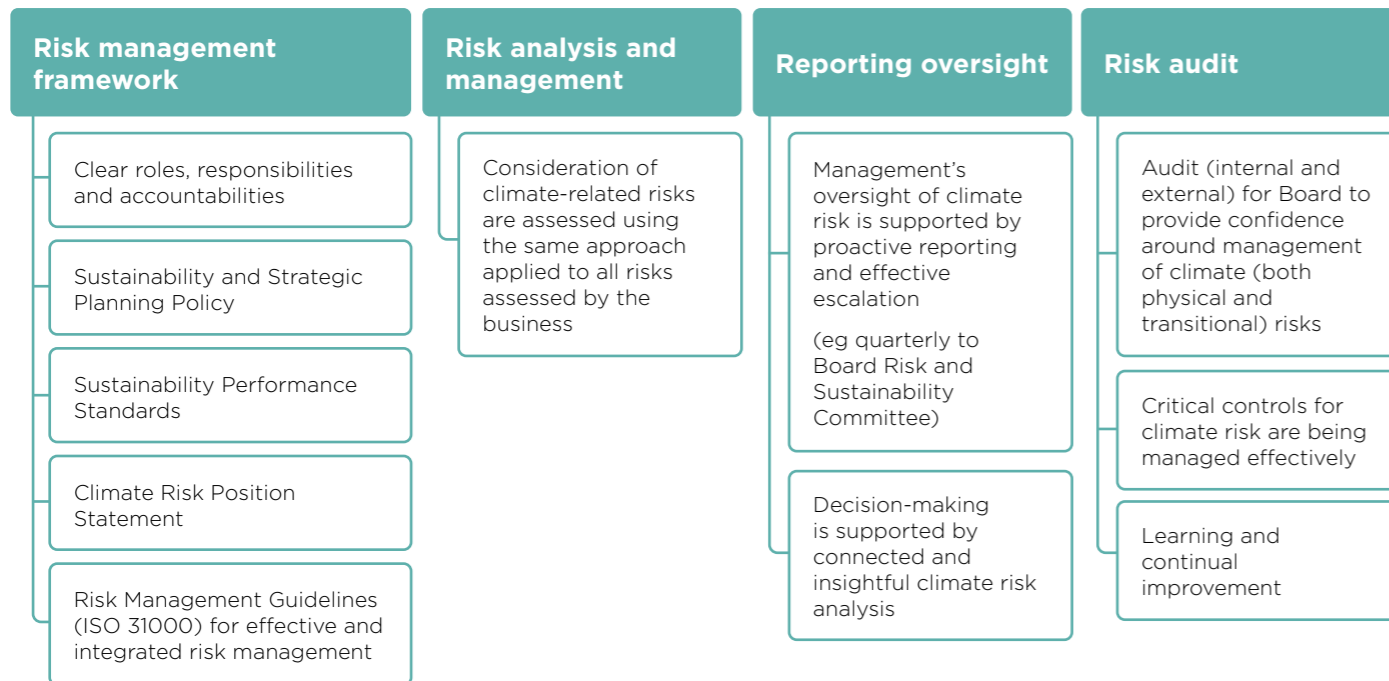 Risk management
framework
Clear roles, responsibilities
and accountabilities
Sustainability and Strategic
Planning Policy
Sustainability Performance
Standards
Climate Risk Position
Statement
Risk Management Guidelines
(ISO 31000) for effective and
integrated risk management
Risk analysis and
management
Consideration of
climate-related risks
are assessed using
the same approach
applied to all risks
assessed by the
business
Reporting oversight
Management’s
oversight of climate
risk is supported by
proactive reporting
and effective
escalation
(eg quarterly to
Board Risk and
Sustainability
Committee)
Decision-making
is supported by
connected and
insightful climate risk
analysis
Risk audit
Audit (internal and
external) for Board to
provide confidence
around management
of climate (both
physical and
transitional) risks
Critical controls for
climate risk are being
managed effectively
Learning and
continual
improvement